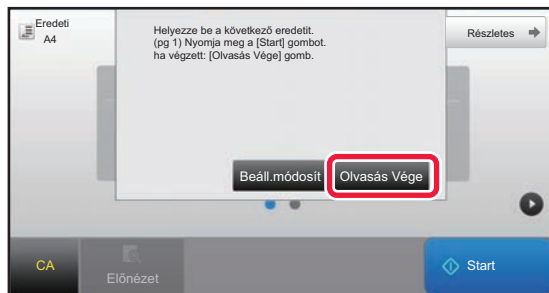 Eredeti
A4
Helyezze be a következő eredetit.
(pg 1) Nyomja meg a [Start] gombot.
ha végzett: [Olvasás Vége] gomb.
Részletes
Beáll.módosít
Olvasás Vége
CA
Előnézet
Start